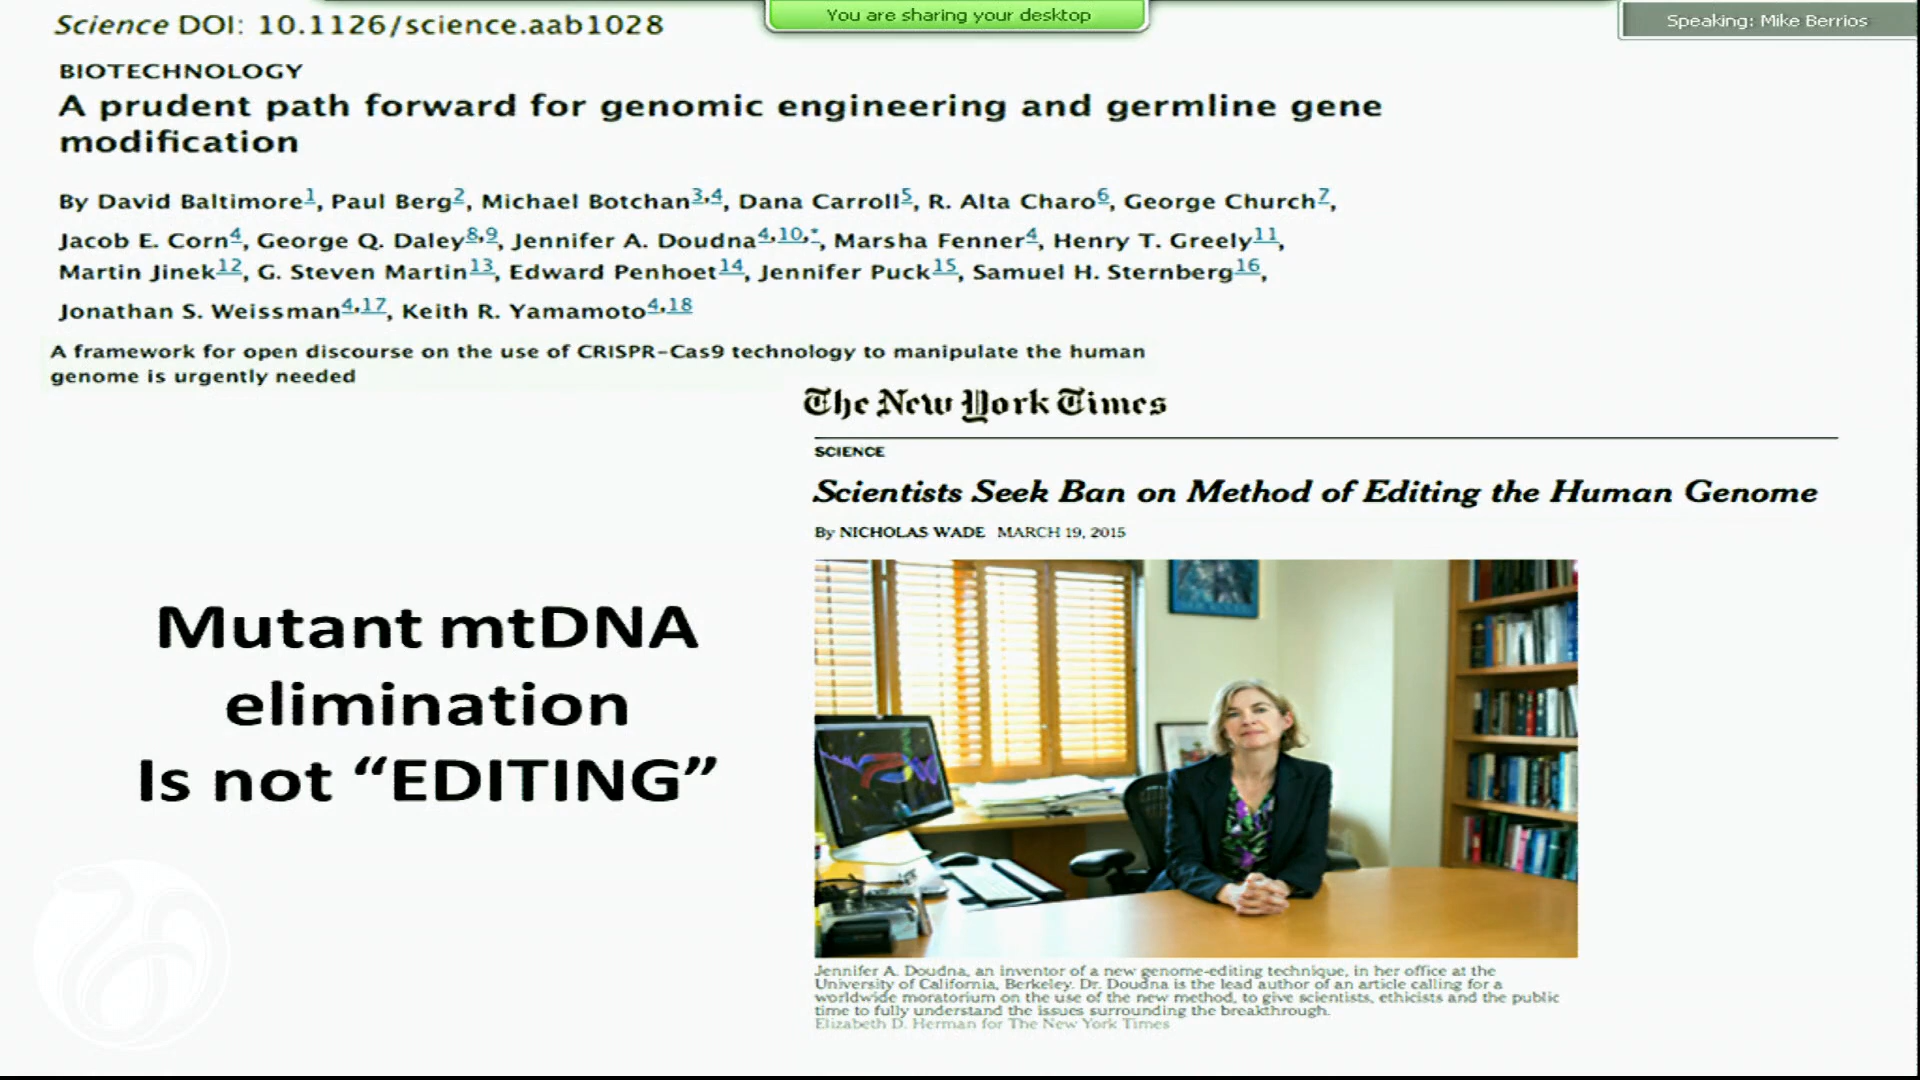 You are sharing your desktop
Speaking: Mike Berrios
Science DOI: 10.1126/science.aab1028
BIOTECHNOLOGY
A prudent path forward for genomic engineering and germline gene
modification
By David Baltimore1, Paul Berg2, Michael Botchan3,4, Dana Carroll5, R. Alta Charo6, George Church7,
Jacob E. Corn4, George Q. Daley8,9, Jennifer A. Doudna4,10,*, Marsha Fenner4, Henry T. Greely11,
Martin Jinek12, G. Steven Martin13, Edward Penhoet14, Jennifer Puck15, Samuel H. Sternberg16,
Jonathan S. Weissman4,17, Keith R. Yamamoto4,18
A framework for open discourse on the use of CRISPR-Cas9 technology to manipulate the human
genome is urgently needed
The New York Times
SCIENCE
Scientists Seek Ban on Method of Editing the Human Genome
By NICHOLAS WADE MARCH 19, 2015
Mutant mtDNA
elimination
Is not “EDITING”
Jennifer A. Doudna, an inventor of a new genome-editing technique, in her office at the
University of California, Berkeley. Dr. Doudna is the lead author of an article calling for a
worldwide moratorium on the use of the new method, to give scientists, ethicists and the public
time to fully understand the issues surrounding the breakthrough.
Elizabeth D. Herman for The New York Times